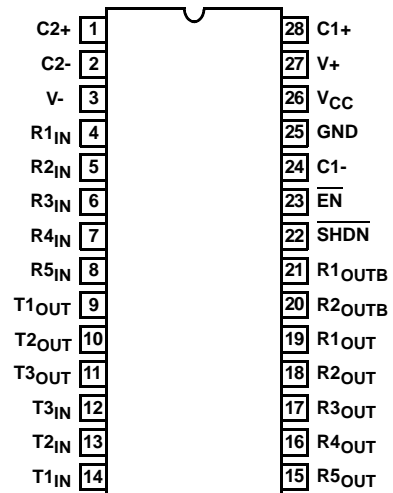 C2+ 1 28 C1+
C2- 2 27 V+
V- 3 26 VCC
R1IN 4 25 GND
R2IN 5 24 C1-
R3IN 6 23 EN
R4IN 7 22 SHDN
R5IN 8 21 R1OUTB
T1OUT 9 20 R2OUTB
T2OUT 10 19 R1OUT
T3OUT 11 18 R2OUT
T3IN 12 17 R3OUT
T2IN 13 16 R4OUT
T1IN 14 15 R5OUT